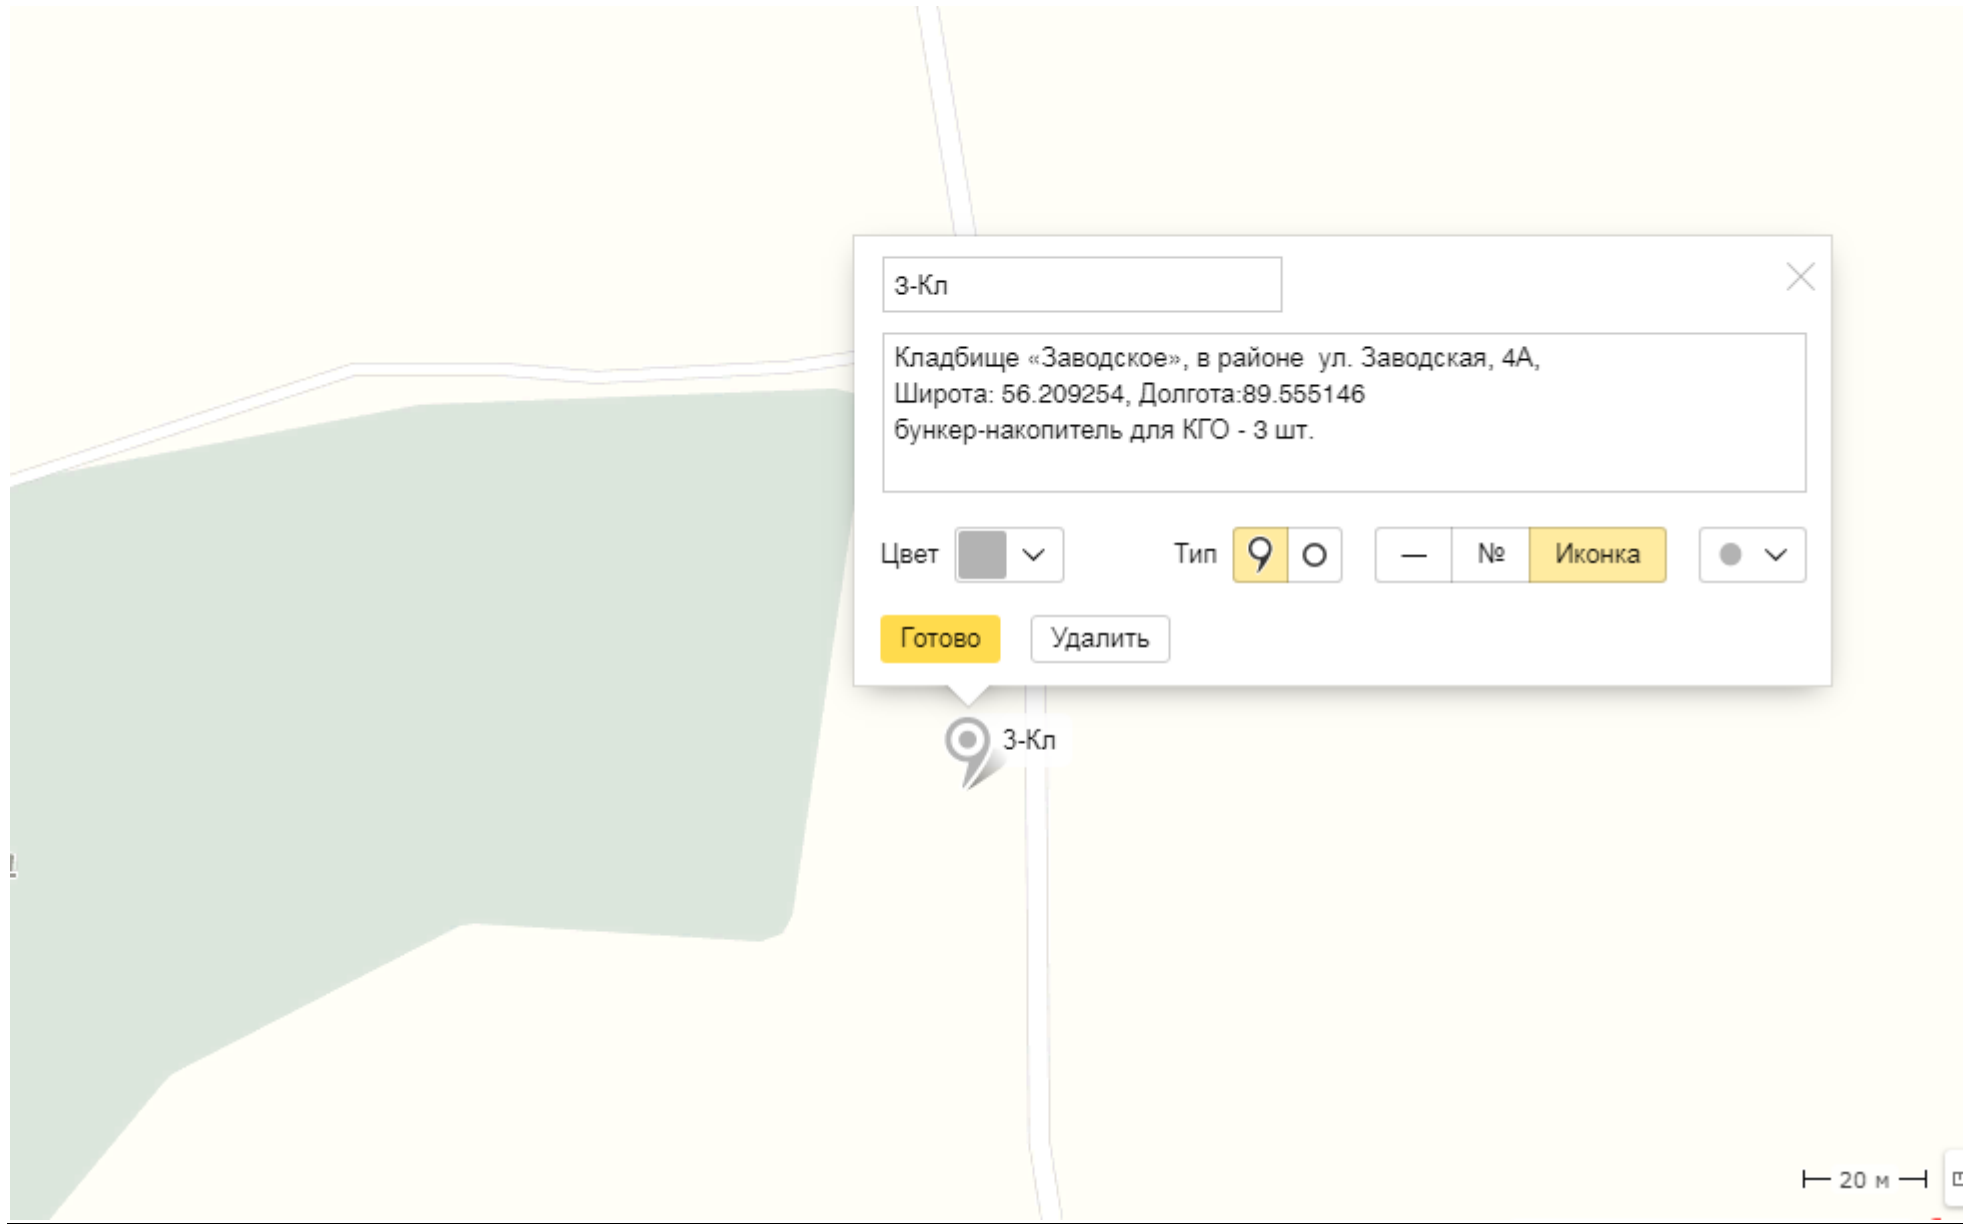 3-Кл
Кладбище «Заводское», в районе  ул. Заводская, 4А,
Широта: 56.209254, Долгота:89.555146
бункер-накопитель для КГО - 3 шт.
Цвет Тип № Иконка
Готово Удалить
3-Кл
20 м